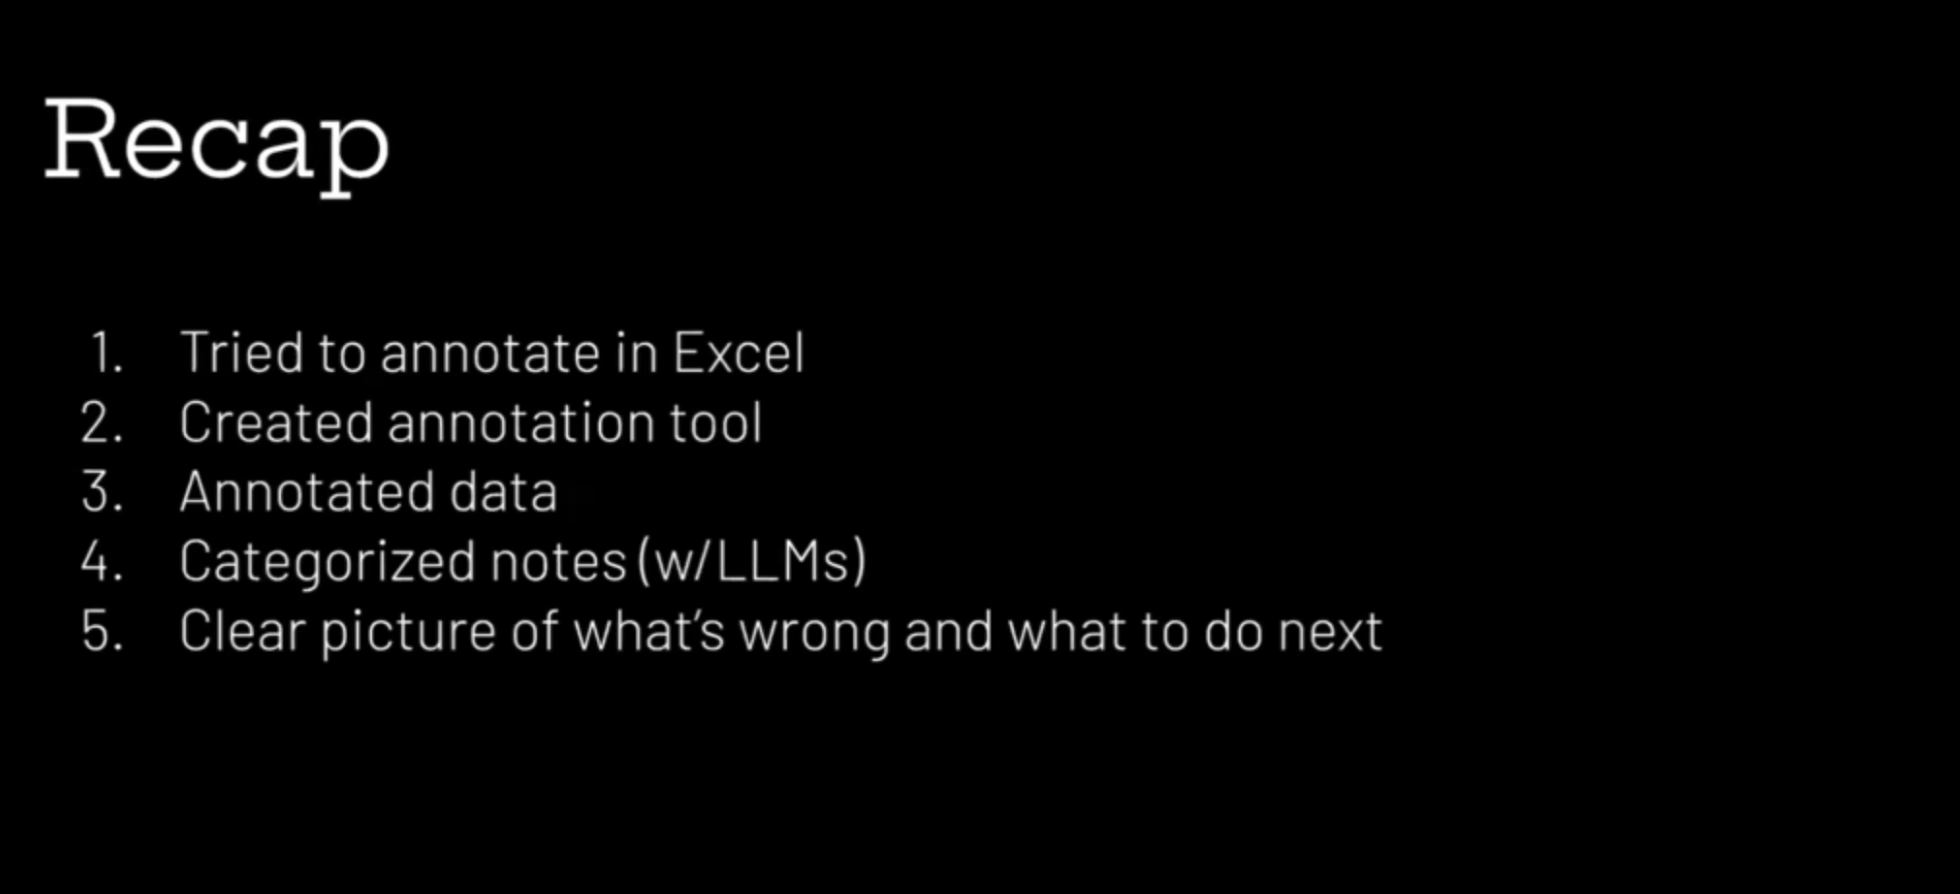 Recap
1. Tried to annotate in Excel
2. Created annotation tool
3. Annotated data
4. Categorized notes (w/LLMs)
5. Clear picture of what’s wrong and what to do next